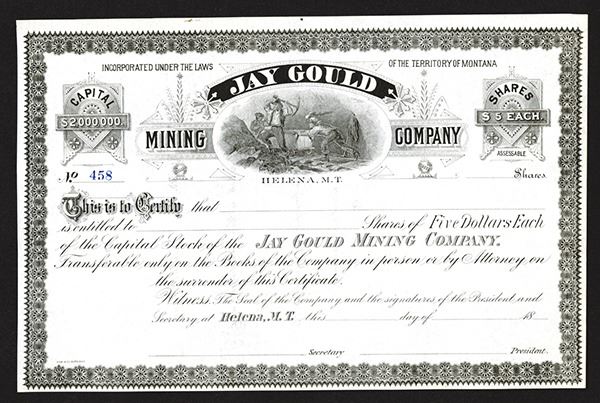 INCORPORATED UNDER THE LAWS OF THE TERRITORY OF MONTANA
JAY GOULD
CAPITAL
$2,000,000.
SHARES
$5 EACH.
ASSESSABLE
MINING COMPANY
HELENA, M.T.
No 458 Shares
This is to Certify that
is entitled to Shares of Five Dollars Each
of the Capital Stock of the JAY GOULD MINING COMPANY.
Transferable only on the Books of the Company in person or by Attorney on
the surrender of this Certificate.
Witness, The Seal of the Company and the signatures of the President and
Secretary at Helena, M.T. this day of 18
Secretary President.